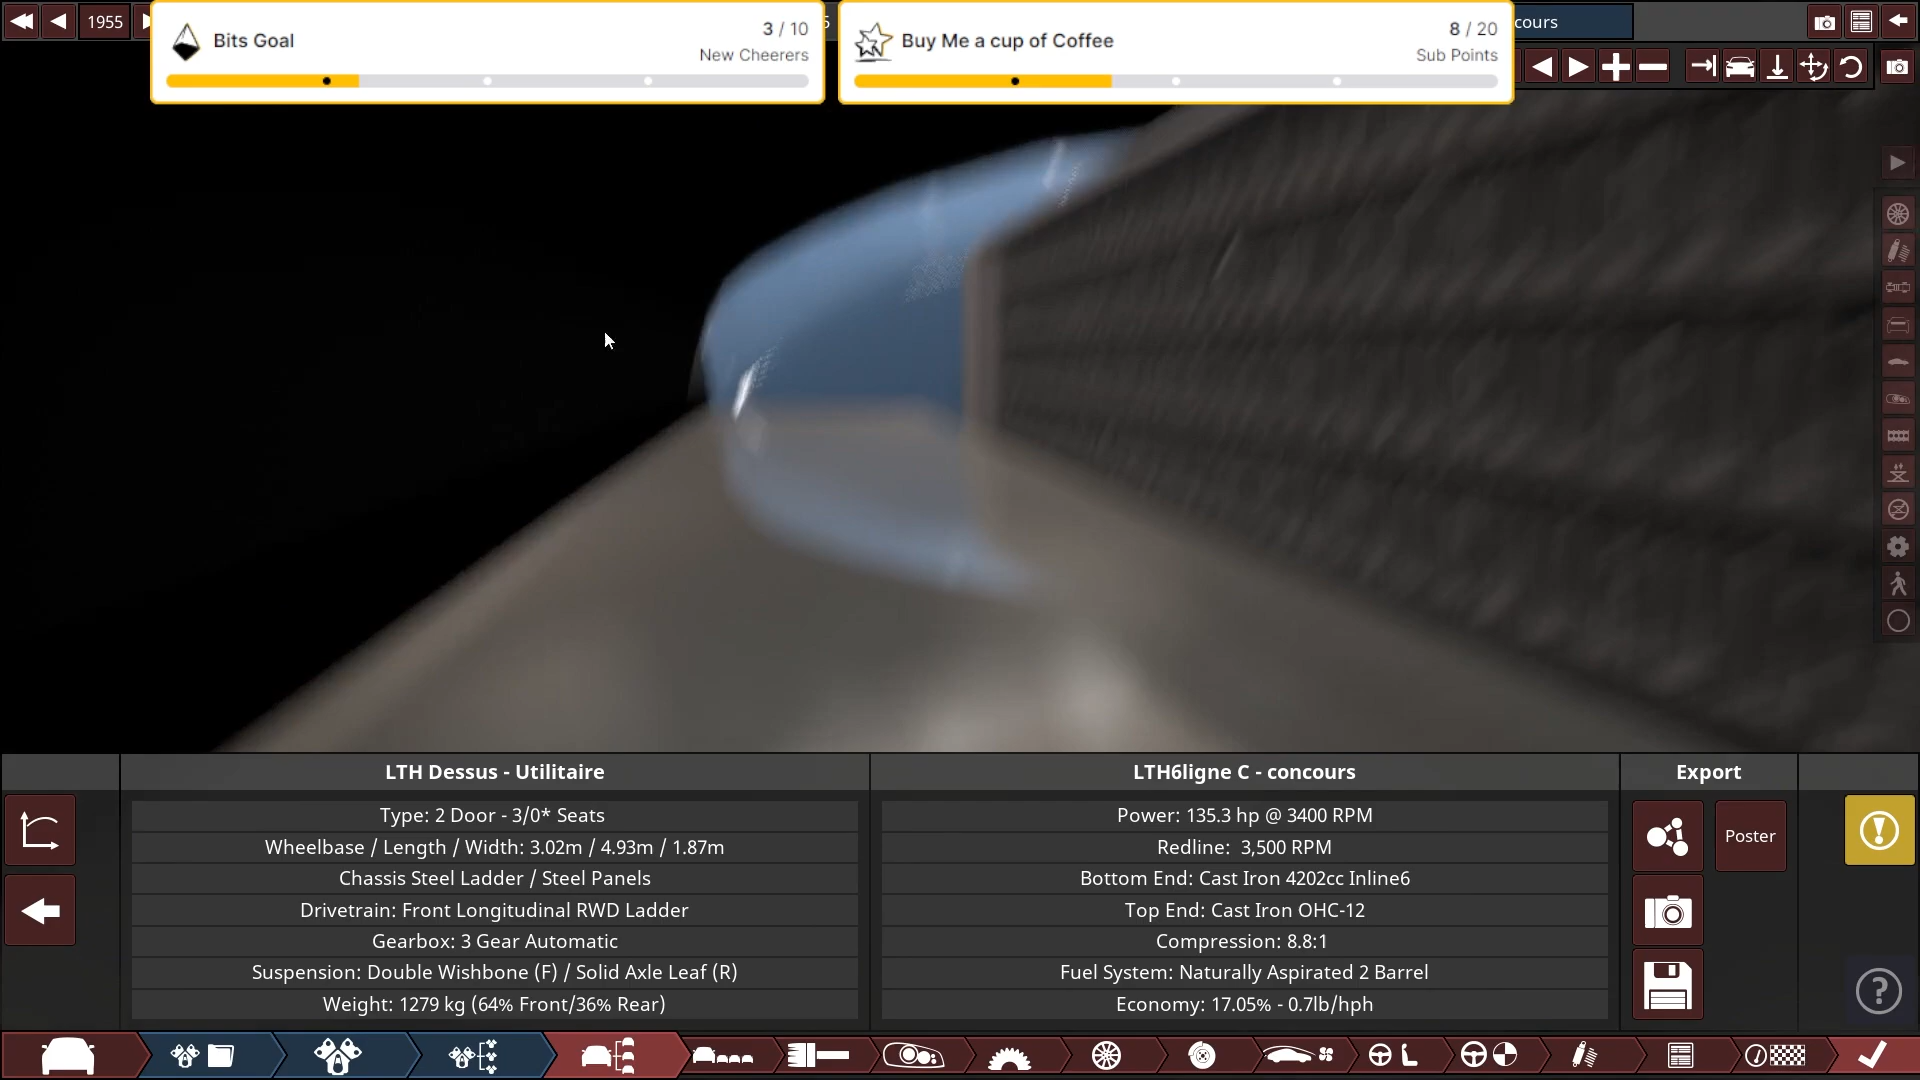 1955
Bits Goal
3 / 10
New Cheerers
5
Buy Me a cup of Coffee
8 / 20
Sub Points
cours
LTH Dessus - Utilitaire
Type: 2 Door - 3/0* Seats
Wheelbase / Length / Width: 3.02m / 4.93m / 1.87m
Chassis Steel Ladder / Steel Panels
Drivetrain: Front Longitudinal RWD Ladder
Gearbox: 3 Gear Automatic
Suspension: Double Wishbone (F) / Solid Axle Leaf (R)
Weight: 1279 kg (64% Front/36% Rear)
LTH6ligne C - concours
Power: 135.3 hp @ 3400 RPM
Redline: 3,500 RPM
Bottom End: Cast Iron 4202cc Inline6
Top End: Cast Iron OHC-12
Compression: 8.8:1
Fuel System: Naturally Aspirated 2 Barrel
Economy: 17.05% - 0.7lb/hph
Export
Poster